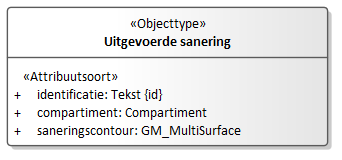 «Objecttype»
Uitgevoerde sanering
«Attribuutsoort»
+ identificatie: Tekst {id}
+ compartiment: Compartiment
+ saneringscontour: GM_MultiSurface